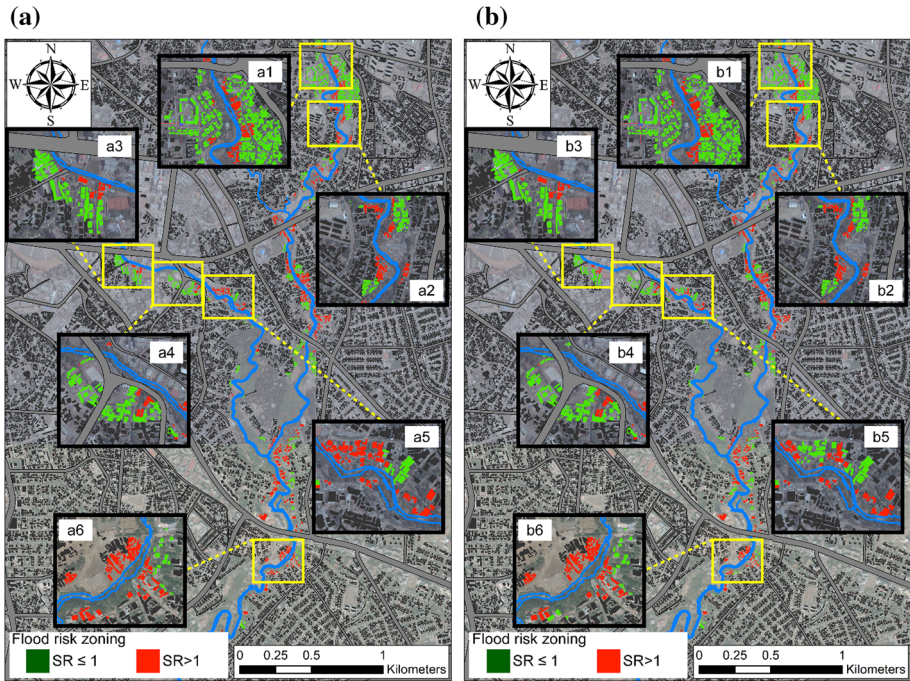 (a)
(b)
N
W E
S
a1
a3
a2
a4
a5
a6
Flood risk zoning
SR ≤ 1 SR>1
0 0.25 0.5 1
Kilometers
N
W E
S
b1
b3
b2
b4
b5
b6
Flood risk zoning
SR ≤ 1 SR>1
0 0.25 0.5 1
Kilometers